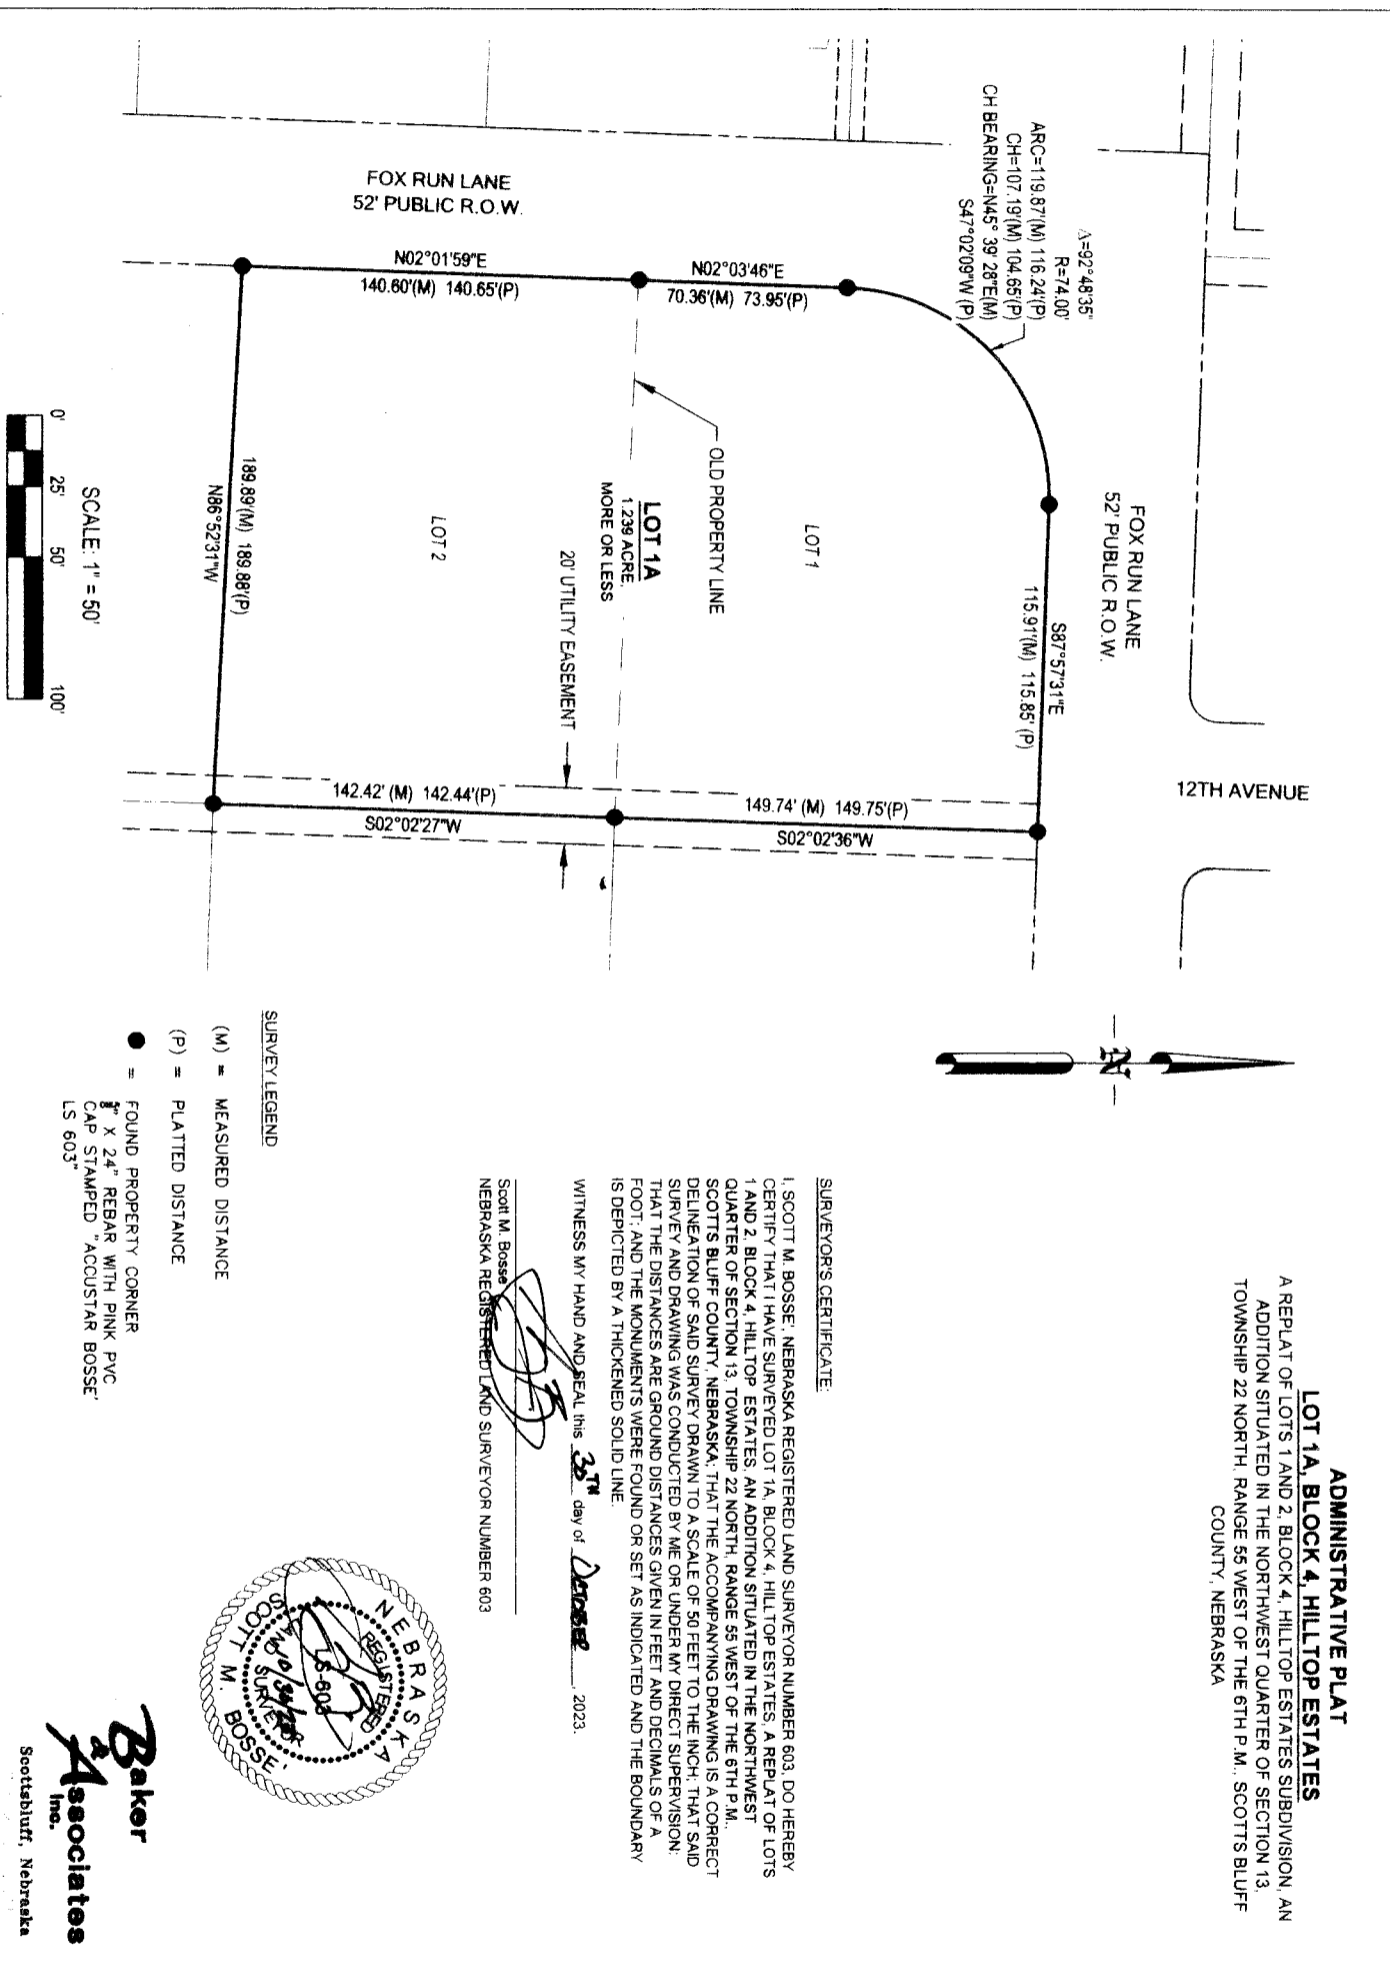 ADMINISTRATIVE PLAT
LOT 1A, BLOCK 4, HILLTOP ESTATES
A REPLAT OF LOTS 1 AND 2, BLOCK 4, HILLTOP ESTATES SUBDIVISION, AN
ADDITION SITUATED IN THE NORTHWEST QUARTER OF SECTION 13,
TOWNSHIP 22 NORTH, RANGE 55 WEST OF THE 6TH P.M., SCOTTS BLUFF
COUNTY, NEBRASKA
12TH AVENUE
FOX RUN LANE
52' PUBLIC R.O.W.
Δ=92°48'35"
R=74.00'
ARC=119.87'(M) 116.24'(P)
CH=107.19'(M) 104.65'(P)
CH BEARING=N45° 39' 28"E(M)
S47°02'09"W (P)
S87°57'31"E
115.91'(M) 115.85' (P)
FOX RUN LANE
52' PUBLIC R.O.W.
N02°03'46"E
70.36'(M) 73.95'(P)
N02°01'59"E
140.60'(M) 140.65'(P)
LOT 1
OLD PROPERTY LINE
LOT 1A
1.239 ACRE,
MORE OR LESS
20' UTILITY EASEMENT
LOT 2
149.74' (M) 149.75'(P)
S02°02'36"W
142.42' (M) 142.44'(P)
S02°02'27"W
189.89'(M) 189.88'(P)
N86°52'31"W
SCALE: 1" = 50'
0' 25' 50' 100'
N
SURVEYOR'S CERTIFICATE:
I, SCOTT M. BOSSE', NEBRASKA REGISTERED LAND SURVEYOR NUMBER 603, DO HEREBY
CERTIFY THAT I HAVE SURVEYED LOT 1A, BLOCK 4, HILLTOP ESTATES, A REPLAT OF LOTS
1 AND 2, BLOCK 4, HILLTOP ESTATES, AN ADDITION SITUATED IN THE NORTHWEST
QUARTER OF SECTION 13, TOWNSHIP 22 NORTH, RANGE 55 WEST OF THE 6TH P.M.,
SCOTTS BLUFF COUNTY, NEBRASKA; THAT THE ACCOMPANYING DRAWING IS A CORRECT
DELINEATION OF SAID SURVEY DRAWN TO A SCALE OF 50 FEET TO THE INCH; THAT SAID
SURVEY AND DRAWING WAS CONDUCTED BY ME OR UNDER MY DIRECT SUPERVISION;
THAT THE DISTANCES ARE GROUND DISTANCES GIVEN IN FEET AND DECIMALS OF A
FOOT; AND THE MONUMENTS WERE FOUND OR SET AS INDICATED AND THE BOUNDARY
IS DEPICTED BY A THICKENED SOLID LINE.
WITNESS MY HAND AND SEAL this 30TH day of October, 2023.
Scott M. Bosse'
NEBRASKA REGISTERED LAND SURVEYOR NUMBER 603
NEBRASKA
REGISTERED
LS-603
10/30/23
LAND SURVEYOR
SCOTT M. BOSSE'
SURVEY LEGEND
(M) = MEASURED DISTANCE
(P) = PLATTED DISTANCE
● = FOUND PROPERTY CORNER
⅝" X 24" REBAR WITH PINK PVC
CAP STAMPED "ACCUSTAR BOSSE'
LS 603"
Baker
&
Associates
Inc.
Scottsbluff, Nebraska